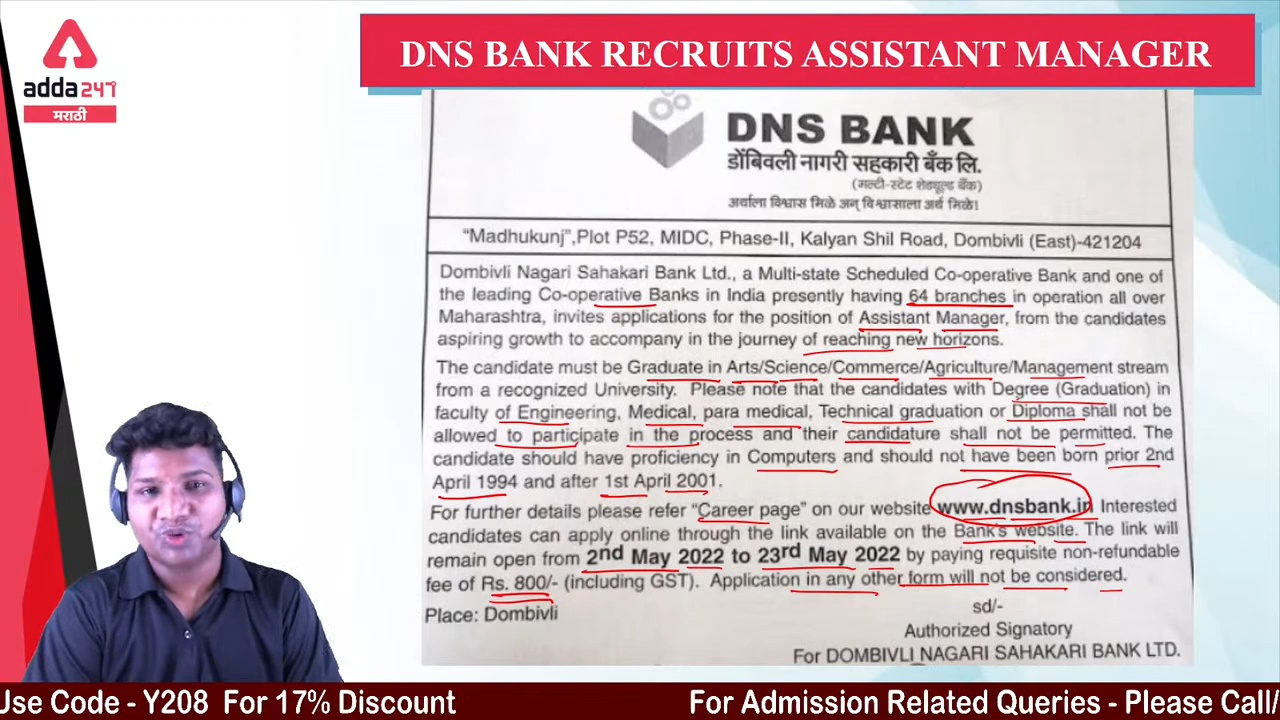 adda247
मराठी
DNS BANK RECRUITS ASSISTANT MANAGER
DNS BANK
डोंबिवली नागरी सहकारी बँक लि.
(मल्टी-स्टेट शेड्यूल्ड बँक)
अर्थाला विश्वास मिळे अन् विश्वासाला अर्थ मिळे!
“Madhukunj”,Plot P52, MIDC, Phase-II, Kalyan Shil Road, Dombivli (East)-421204
Dombivli Nagari Sahakari Bank Ltd., a Multi-state Scheduled Co-operative Bank and one of
the leading Co-operative Banks in India presently having 64 branches in operation all over
Maharashtra, invites applications for the position of Assistant Manager, from the candidates
aspiring growth to accompany in the journey of reaching new horizons.
The candidate must be Graduate in Arts/Science/Commerce/Agriculture/Management stream
from a recognized University. Please note that the candidates with Degree (Graduation) in
faculty of Engineering, Medical, para medical, Technical graduation or Diploma shall not be
allowed to participate in the process and their candidature shall not be permitted. The
candidate should have proficiency in Computers and should not have been born prior 2nd
April 1994 and after 1st April 2001.
For further details please refer “Career page” on our website www.dnsbank.in Interested
candidates can apply online through the link available on the Bank's website. The link will
remain open from 2nd May 2022 to 23rd May 2022 by paying requisite non-refundable
fee of Rs. 800/- (including GST). Application in any other form will not be considered.
Place: Dombivli
sd/-
Authorized Signatory
For DOMBIVLI NAGARI SAHAKARI BANK LTD.
Use Code - Y208 For 17% Discount
For Admission Related Queries - Please Call/